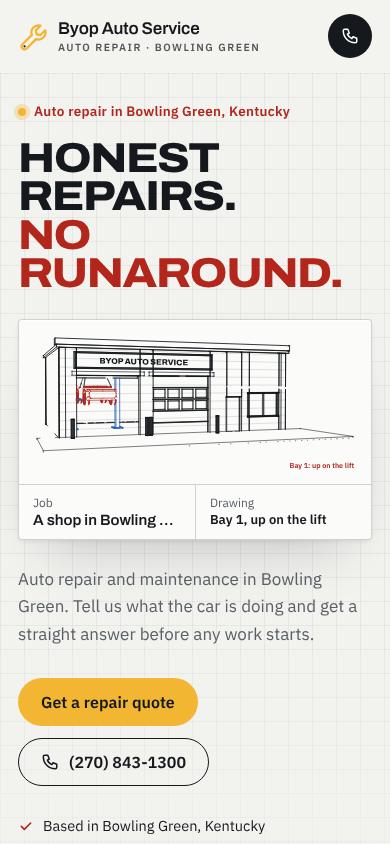 Byop Auto Service
AUTO REPAIR · BOWLING GREEN
Auto repair in Bowling Green, Kentucky
HONEST
REPAIRS.
NO
RUNAROUND.
BYOP AUTO SERVICE
Bay 1: up on the lift
Job
A shop in Bowling ...
Drawing
Bay 1, up on the lift
Auto repair and maintenance in Bowling
Green. Tell us what the car is doing and get a
straight answer before any work starts.
Get a repair quote
(270) 843-1300
Based in Bowling Green, Kentucky